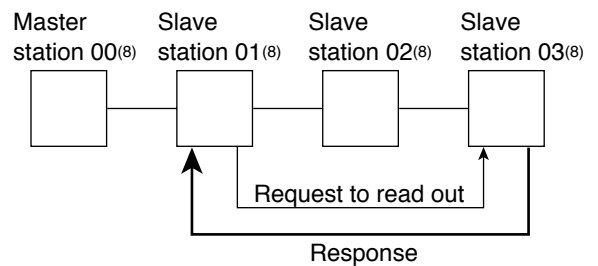 Master
station 00(8)
Slave
station 01(8)
Slave
station 02(8)
Slave
station 03(8)
Request to read out
Response